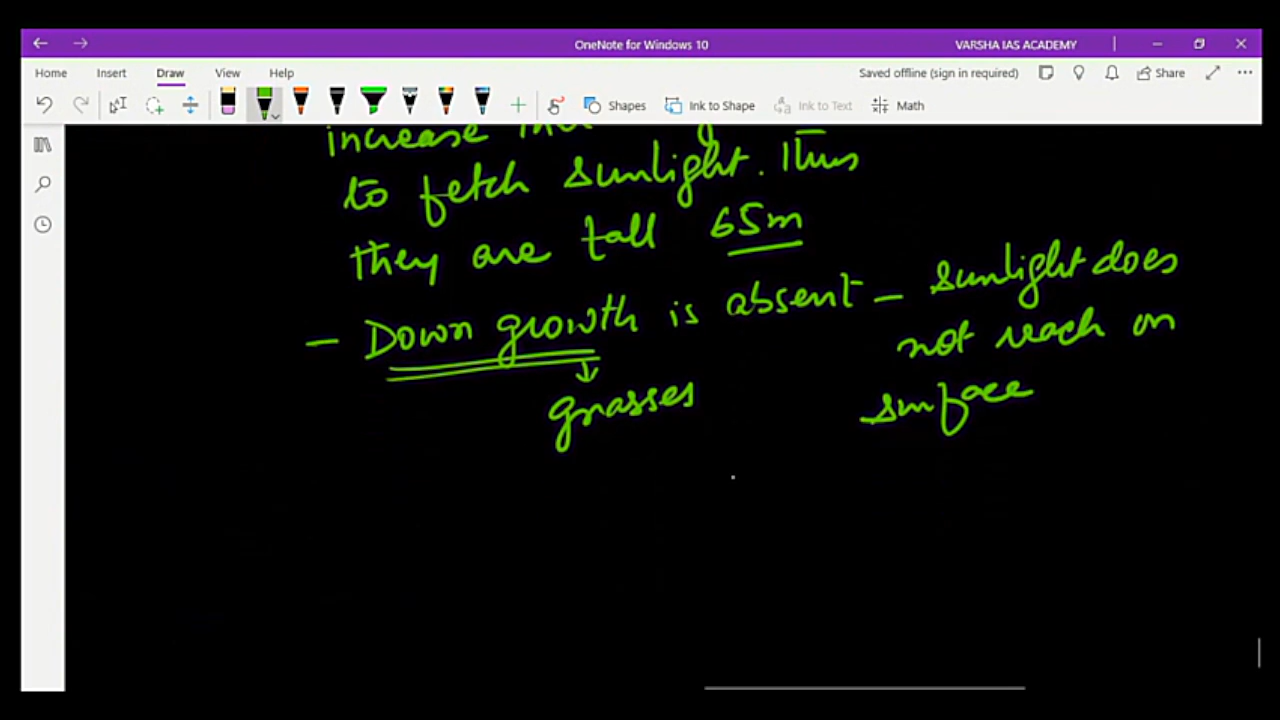 OneNote for Windows 10
VARSHA IAS ACADEMY
Home Insert Draw View Help
Saved offline (sign in required)
Share
Shapes
Ink to Shape
Ink to Text
Math
increase
to fetch sunlight. Thus
they are tall 65m
- Down growth is absent - sunlight does
not reach on
surface
grasses